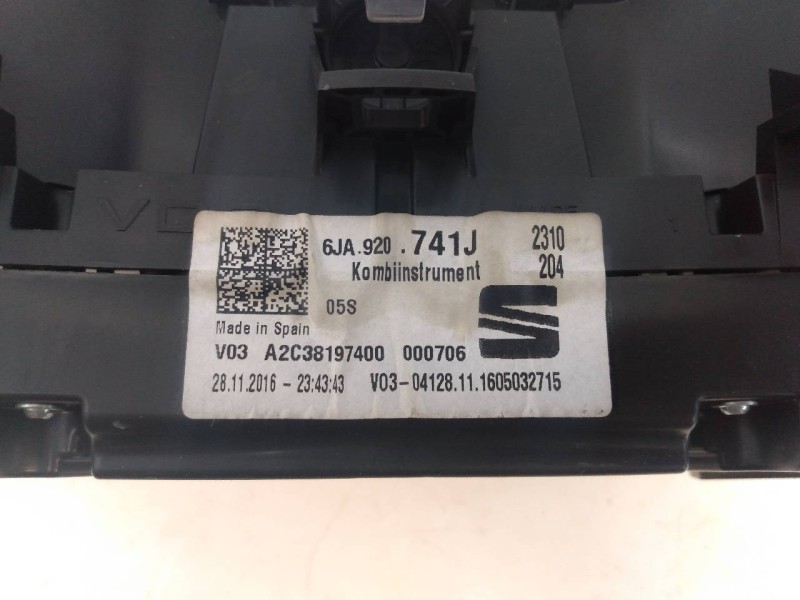 6JA.920 .741J 2310
Kombiinstrument 204
05S
Made in Spain
V03 A2C38197400 000706
28.11.2016 - 23:43:43 V03-04128.11.1605032715